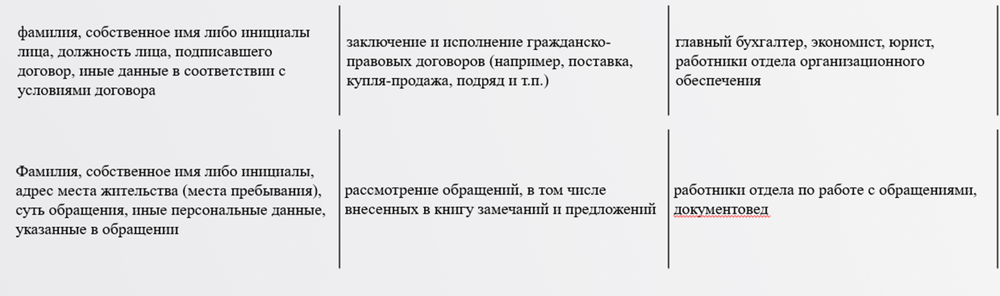 фамилия, собственное имя либо инициалы
лица, должность лица, подписавшего
договор, иные данные в соответствии с
условиями договора
заключение и исполнение гражданско-
правовых договоров (например, поставка,
купля-продажа, подряд и т.п.)
главный бухгалтер, экономист, юрист,
работники отдела организационного
обеспечения
Фамилия, собственное имя либо инициалы,
адрес места жительства (места пребывания),
суть обращения, иные персональные данные,
указанные в обращении
рассмотрение обращений, в том числе
внесенных в книгу замечаний и предложений
работники отдела по работе с обращениями,
документовед